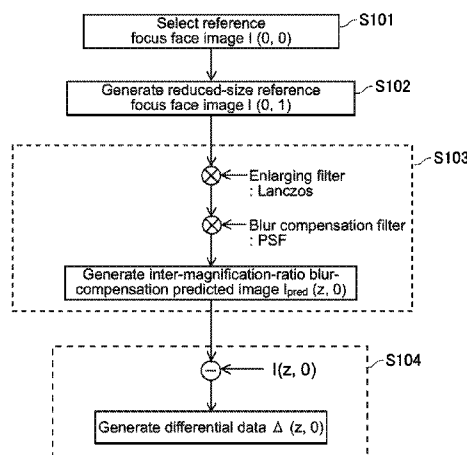 Select reference
focus face image I (0, 0)
S101
Generate reduced-size reference
focus face image I (0, 1)
S102
S103
Enlarging filter
: Lanczos
Blur compensation filter
: PSF
Generate inter-magnification-ratio blur-
compensation predicted image Ipred (z, 0)
S104
I(z, 0)
Generate differential data Δ (z, 0)